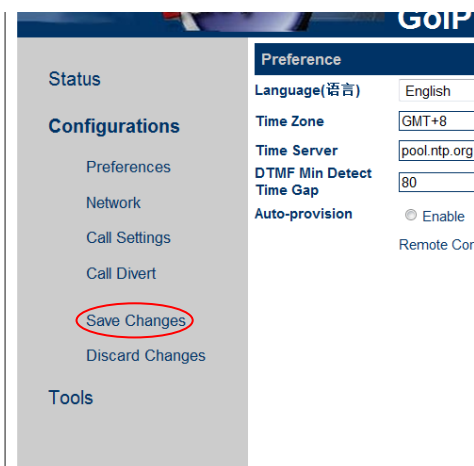 GoIP
Status
Configurations
Preferences
Network
Call Settings
Call Divert
Save Changes
Discard Changes
Tools
Preference
Language(语言) English
Time Zone GMT+8
Time Server pool.ntp.org
DTMF Min Detect
Time Gap 80
Auto-provision Enable
Remote Cor